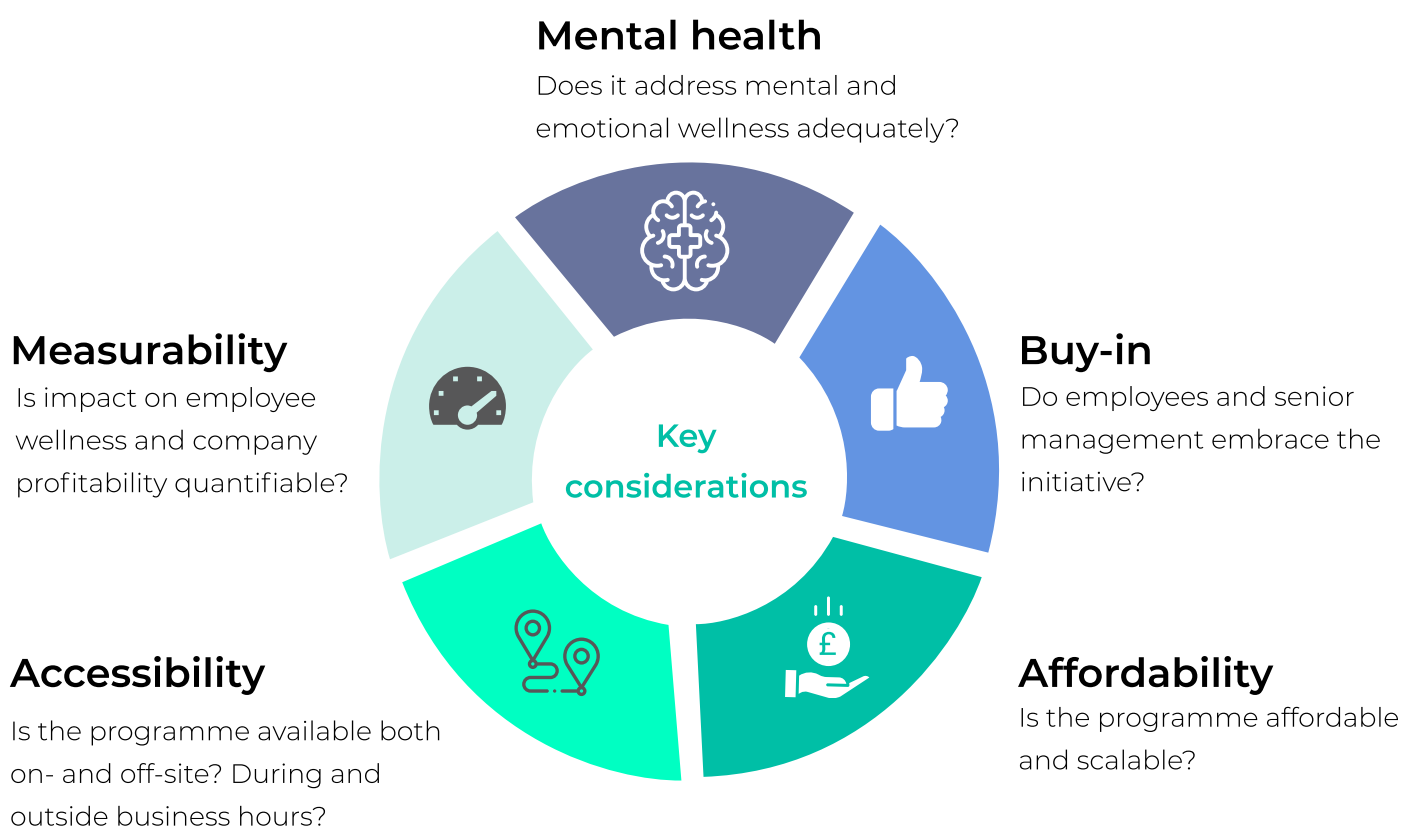 Mental health
Does it address mental and
emotional wellness adequately?
Measurability
Is impact on employee
wellness and company
profitability quantifiable?
Buy-in
Do employees and senior
management embrace the
initiative?
Key
considerations
£
Accessibility
Is the programme available both
on- and off-site? During and
outside business hours?
Affordability
Is the programme affordable
and scalable?